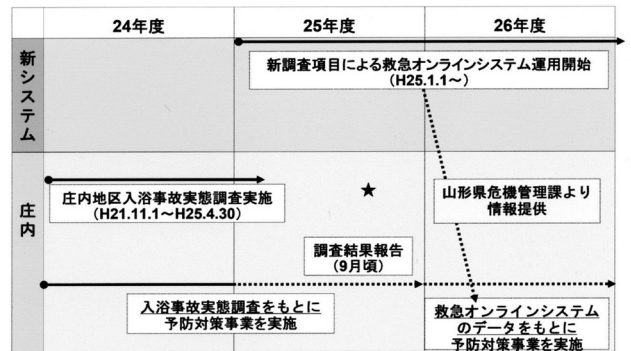 24年度
25年度
26年度
新システム
新調査項目による救急オンラインシステム運用開始
(H25.1.1～)
庄内
庄内地区入浴事故実態調査実施
(H21.11.1～H25.4.30)
★
山形県危機管理課より
情報提供
調査結果報告
(9月頃)
入浴事故実態調査をもとに
予防対策事業を実施
救急オンラインシステム
のデータをもとに
予防対策事業を実施